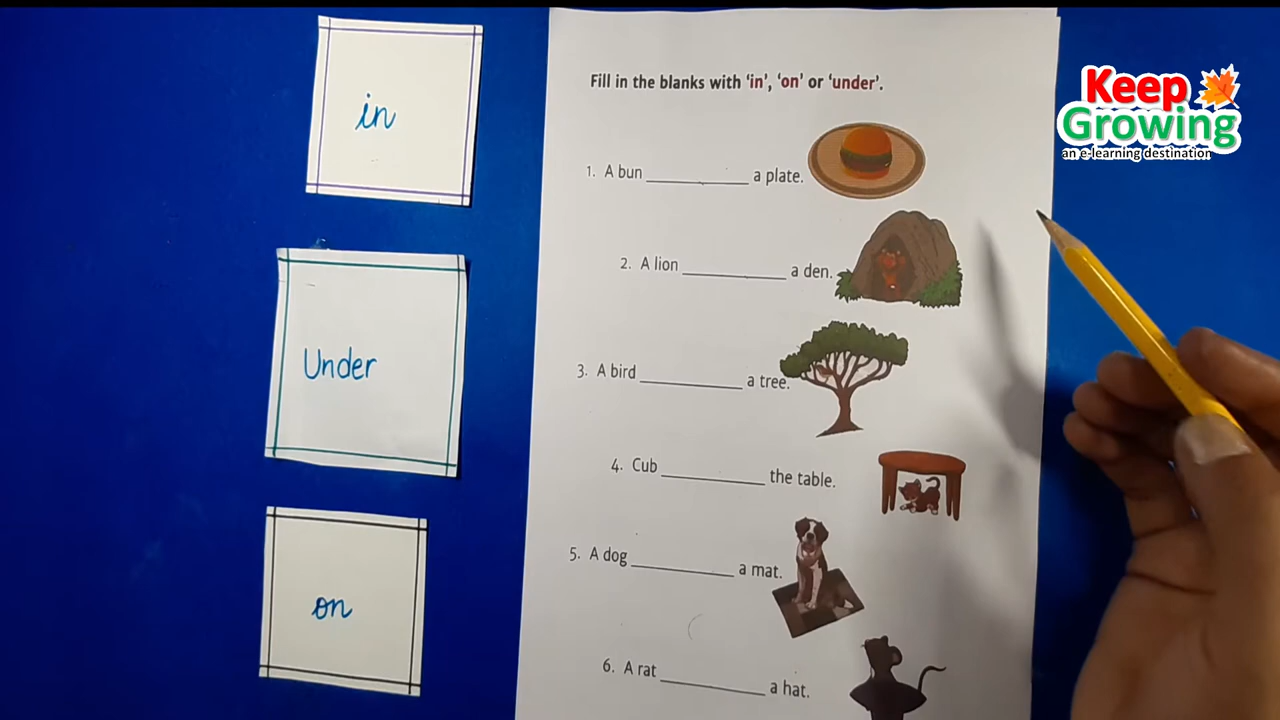 in
Under
on
Fill in the blanks with 'in', 'on' or 'under'.
1. A bun __________ a plate.
2. A lion __________ a den.
3. A bird __________ a tree.
4. Cub __________ the table.
5. A dog __________ a mat.
6. A rat __________ a hat.
Keep
Growing
an e-learning destination